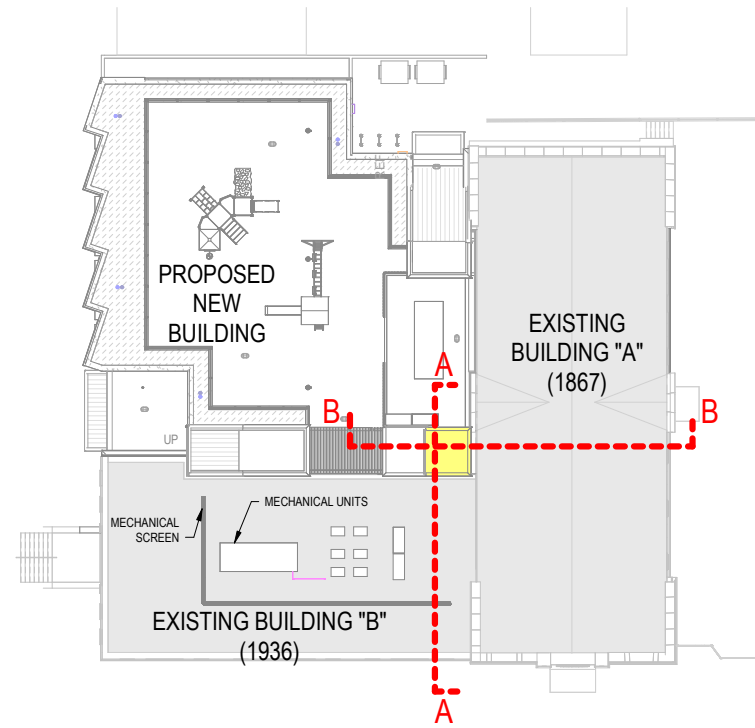 PROPOSED
NEW
BUILDING
EXISTING
BUILDING "A"
(1867)
A
B
B
UP
MECHANICAL UNITS
MECHANICAL
SCREEN
EXISTING BUILDING "B"
(1936)
A